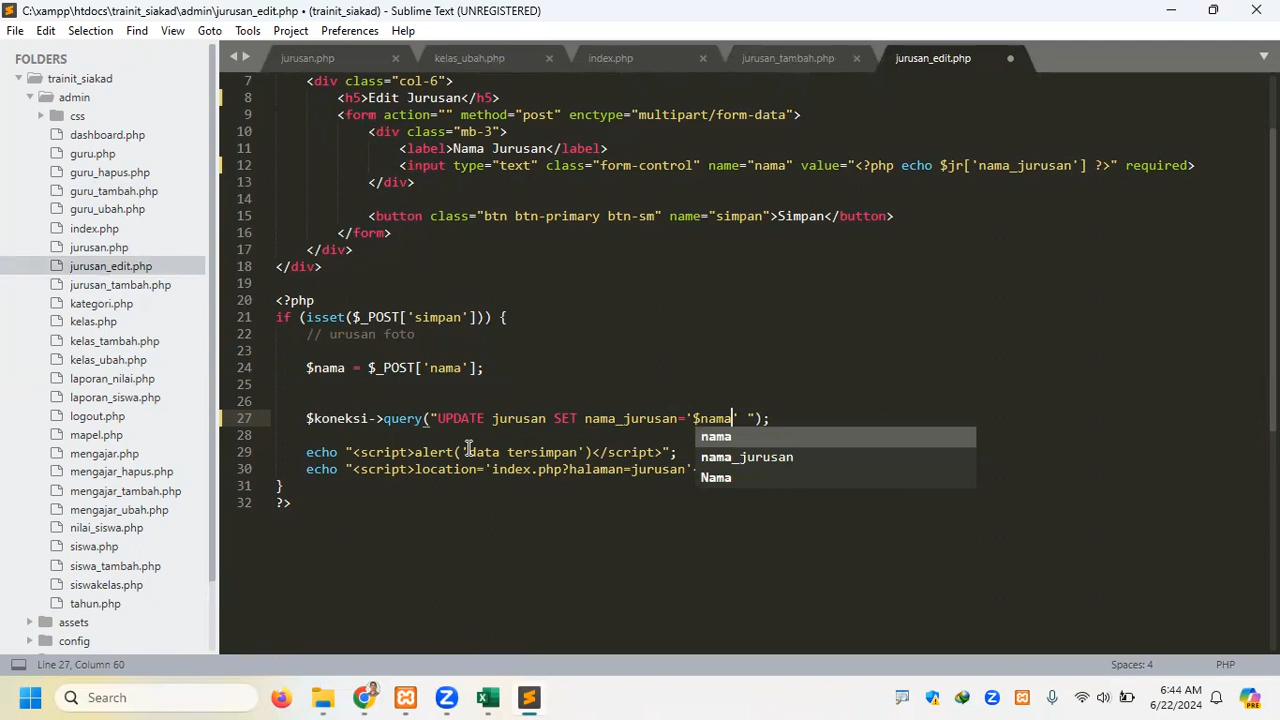 C:\xampp\htdocs\trainit_siakad\admin\jurusan_edit.php • (trainit_siakad) - Sublime Text (UNREGISTERED)
File Edit Selection Find View Goto Tools Project Preferences Help
FOLDERS
trainit_siakad
admin
css
dashboard.php
guru.php
guru_hapus.php
guru_tambah.php
guru_ubah.php
index.php
jurusan.php
jurusan_edit.php
jurusan_tambah.php
kategori.php
kelas.php
kelas_tambah.php
kelas_ubah.php
laporan_nilai.php
laporan_siswa.php
logout.php
mapel.php
mengajar.php
mengajar_hapus.php
mengajar_tambah.php
mengajar_ubah.php
nilai_siswa.php
siswa.php
siswa_tambah.php
siswakelas.php
tahun.php
assets
config
jurusan.php kelas_ubah.php index.php jurusan_tambah.php jurusan_edit.php
7 <div class="col-6">
8 <h5>Edit Jurusan</h5>
9 <form action="" method="post" enctype="multipart/form-data">
10 <div class="mb-3">
11 <label>Nama Jurusan</label>
12 <input type="text" class="form-control" name="nama" value="<?php echo $jr['nama_jurusan'] ?>" required>
13 </div>
14
15 <button class="btn btn-primary btn-sm" name="simpan">Simpan</button>
16 </form>
17 </div>
18 </div>
19
20 <?php
21 if (isset($_POST['simpan'])) {
22 // urusan foto
23
24 $nama = $_POST['nama'];
25
26
27 $koneksi->query("UPDATE jurusan SET nama_jurusan='$nama' ");
28
29 echo "<script>alert('data tersimpan')</script>";
30 echo "<script>location='index.php?halaman=jurusan'
31 }
32 ?>
nama
nama_jurusan
Nama
Line 27, Column 60
Spaces: 4 PHP
Search
PRE
6:44 AM
6/22/2024